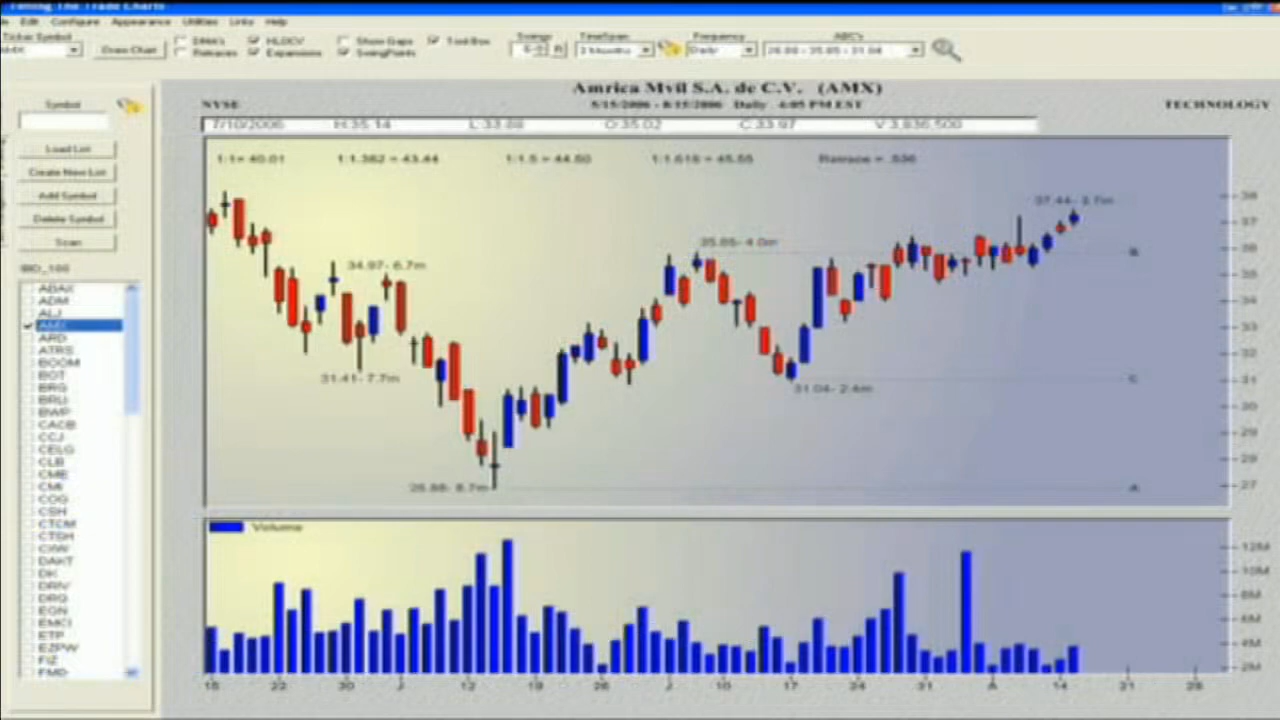 Timing The Trade Charts
Edit Configure Appearance Utilities Links Help
Ticker Symbol
AMX
Draw Chart
DMA's
Retraces
HLOCV
Expansions
Show Gaps
SwingPoints
Tool Box
Swings
TimeSpan
3 Months
Frequency
Daily
ABC's
26.88 - 35.85 - 31.04
Amrica Mvil S.A. de C.V. (AMX)
NYSE
5/15/2006 - 8/15/2006 Daily 4:05 PM EST
TECHNOLOGY
7/10/2006 H:35.14 L:33.88 O:35.02 C:33.97 V:3,836,500
1:1= 40.01 1:1.382 = 43.44 1:1.5 = 44.50 1:1.618 = 45.55 Retrace = .536
Symbol
Load List
Create New List
Add Symbol
Delete Symbol
Scan
IBD_100
ABAX
ADM
ALJ
AMX
ARD
ATRS
BOOM
BOT
BRG
BRLI
BWP
CACB
CCJ
CELG
CLB
CME
CMI
COG
CSH
CTCM
CTSH
CXW
DAKT
DK
DRIV
DRQ
EGN
EMCI
ETP
EZPW
FIZ
FMD
37.44- 3.7m
35.85- 4.0m
34.97- 6.7m
31.41- 7.7m
31.04- 2.4m
26.88- 8.7m
B
C
A
38
37
36
35
34
33
32
31
30
29
28
27
Volume
12M
10M
8M
6M
4M
2M
15 22 30 J 12 19 26 J 10 17 24 31 A 14 21 28